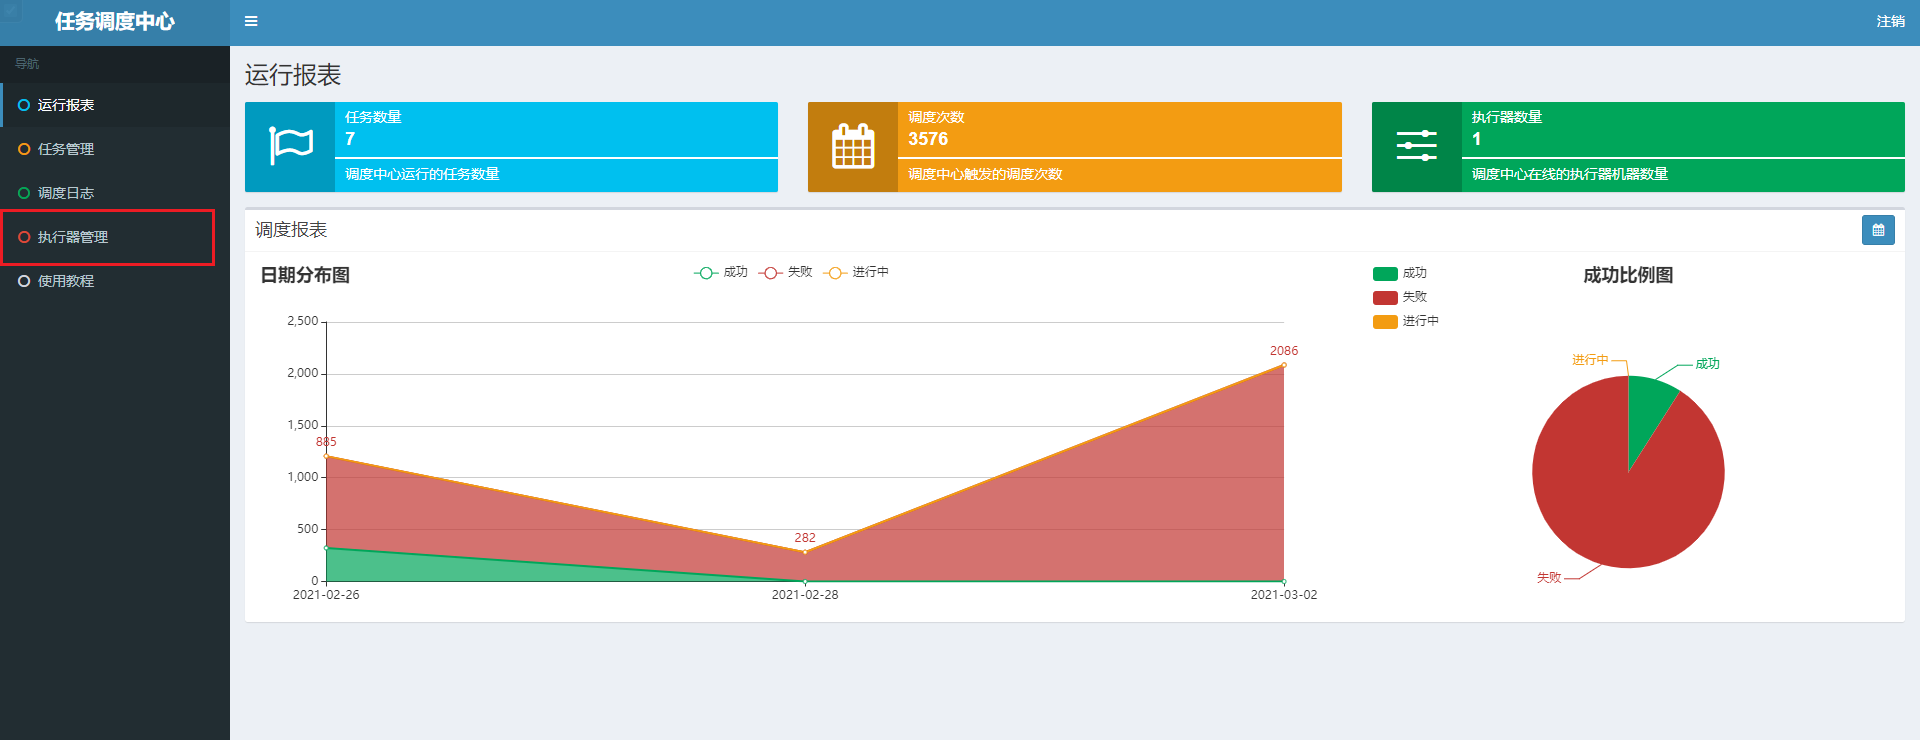 任务调度中心
注销
导航
运行报表
任务管理
调度日志
执行器管理
使用教程
运行报表
任务数量
7
调度中心运行的任务数量
调度次数
3576
调度中心触发的调度次数
执行器数量
1
调度中心在线的执行器机器数量
调度报表
日期分布图
成功 失败 进行中
2,500
2,000
1,500
1,000
500
0
885
282
2086
2021-02-26 2021-02-28 2021-03-02
成功
失败
进行中
成功比例图
进行中
成功
失败